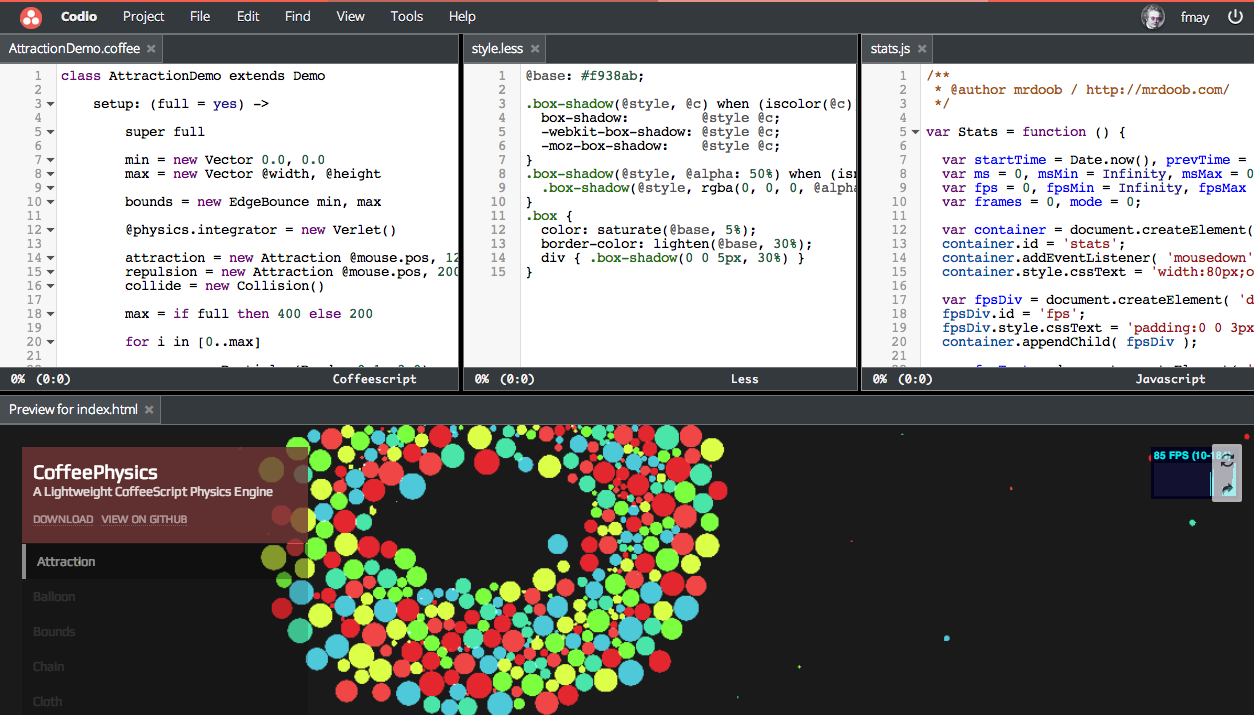 Codio Project File Edit Find View Tools Help fmay
AttractionDemo.coffee ×
1 class AttractionDemo extends Demo
2
3 setup: (full = yes) ->
4
5 super full
6
7 min = new Vector 0.0, 0.0
8 max = new Vector @width, @height
9
10 bounds = new EdgeBounce min, max
11
12 @physics.integrator = new Verlet()
13
14 attraction = new Attraction @mouse.pos, 12
15 repulsion = new Attraction @mouse.pos, 200
16 collide = new Collision()
17
18 max = if full then 400 else 200
19
20 for i in [0..max]
21
0% (0:0) Coffeescript
style.less ×
1 @base: #f938ab;
2
3 .box-shadow(@style, @c) when (iscolor(@c)
4 box-shadow: @style @c;
5 -webkit-box-shadow: @style @c;
6 -moz-box-shadow: @style @c;
7 }
8 .box-shadow(@style, @alpha: 50%) when (isn
9 .box-shadow(@style, rgba(0, 0, 0, @alpha
10 }
11 .box {
12 color: saturate(@base, 5%);
13 border-color: lighten(@base, 30%);
14 div { .box-shadow(0 0 5px, 30%) }
15 }
0% (0:0) Less
stats.js ×
1 /**
2 * @author mrdoob / http://mrdoob.com/
3 */
4
5 var Stats = function () {
6
7 var startTime = Date.now(), prevTime =
8 var ms = 0, msMin = Infinity, msMax = 0
9 var fps = 0, fpsMin = Infinity, fpsMax
10 var frames = 0, mode = 0;
11
12 var container = document.createElement(
13 container.id = 'stats';
14 container.addEventListener( 'mousedown'
15 container.style.cssText = 'width:80px;o
16
17 var fpsDiv = document.createElement( 'd
18 fpsDiv.id = 'fps';
19 fpsDiv.style.cssText = 'padding:0 0 3px
20 container.appendChild( fpsDiv );
21
0% (0:0) Javascript
Preview for index.html ×
CoffeePhysics
A Lightweight CoffeeScript Physics Engine
DOWNLOAD VIEW ON GITHUB
Attraction
Balloon
Bounds
Chain
Cloth
85 FPS